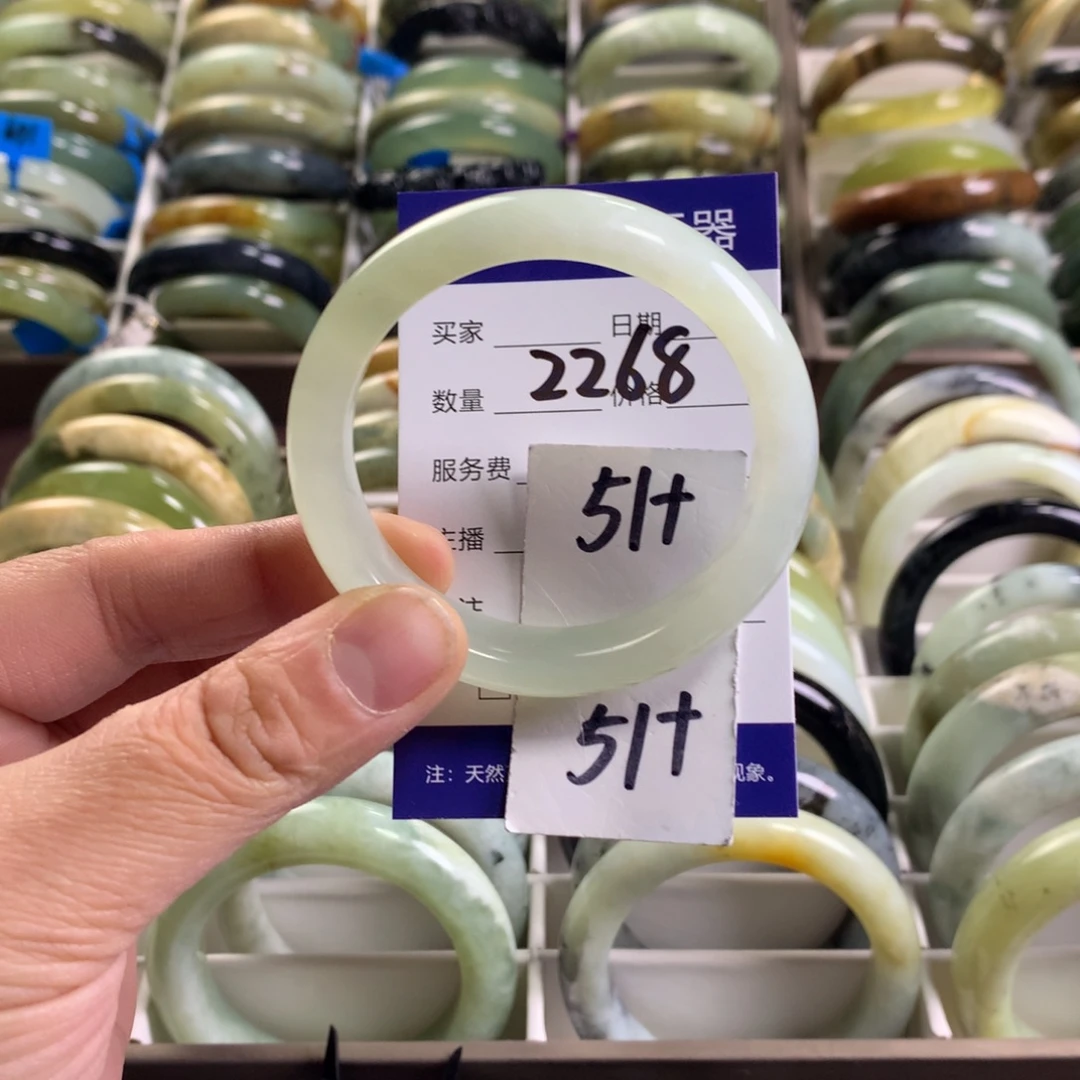 器
买家 日期
2268
数量 价格
服务费
51+
主播
注
51+
注：天然 现象。